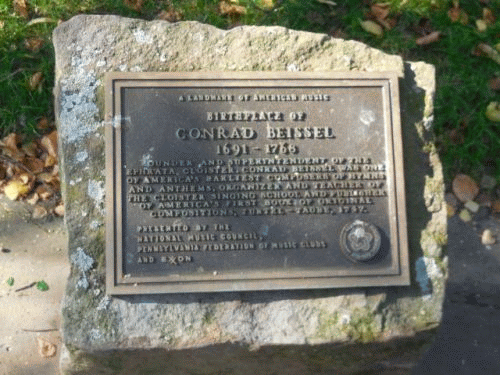 A LANDMARK OF AMERICAN MUSIC
BIRTHPLACE OF
CONRAD BEISSEL
1691 - 1768
FOUNDER AND SUPERINTENDENT OF THE
EPHRATA, CLOISTER, CONRAD BEISSEL WAS ONE
OF AMERICA'S EARLIEST COMPOSERS OF HYMNS
AND ANTHEMS, ORGANIZER AND TEACHER OF
THE CLOISTER SINGING SCHOOL AND PUBLISHER
OF AMERICA'S FIRST BOOK OF ORIGINAL
COMPOSITIONS, TURTEL-TAUBE, 1747.
PRESENTED BY THE
NATIONAL MUSIC COUNCIL,
PENNSYLVANIA FEDERATION OF MUSIC CLUBS
AND EXXON